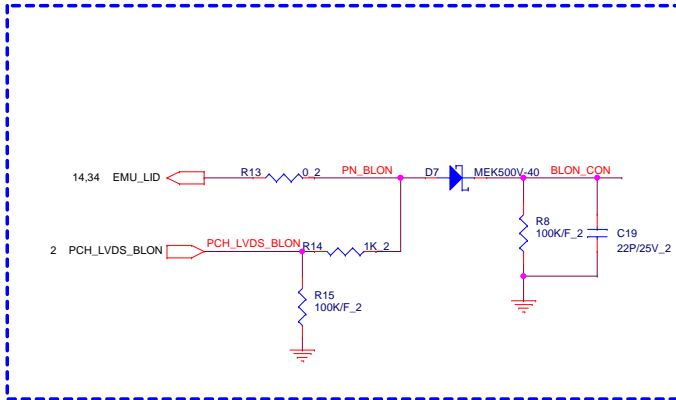 14,34 EMU_LID R13 0_2 PN_BLON D7 MEK500V-40 BLON_CON
R8
100K/F_2
C19
22P/25V_2
2 PCH_LVDS_BLON PCH_LVDS_BLON R14 1K_2
R15
100K/F_2